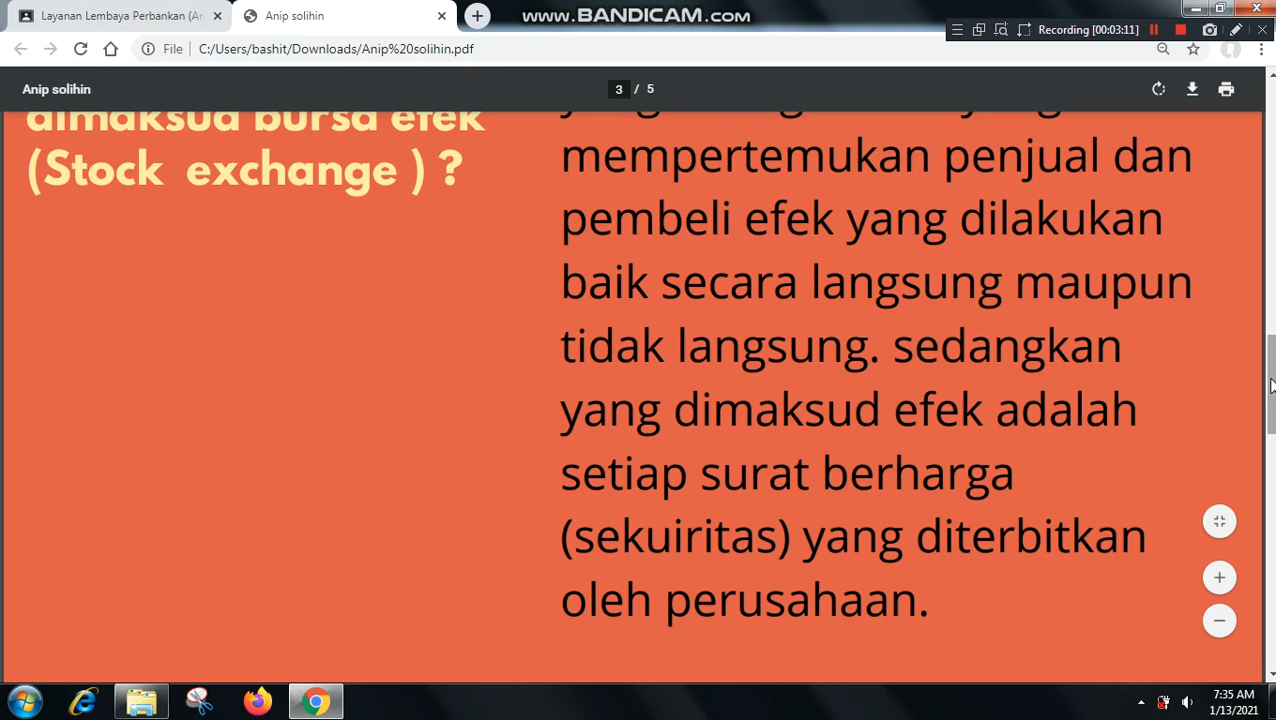 Layanan Lembaya Perbankan (An
Anip solihin
www.BANDICAM.com
Recording [00:03:11]
File
C:/Users/bashit/Downloads/Anip%20solihin.pdf
Anip solihin
3 / 5
dimaksud bursa efek
(Stock exchange ) ?
mempertemukan penjual dan
pembeli efek yang dilakukan
baik secara langsung maupun
tidak langsung. sedangkan
yang dimaksud efek adalah
setiap surat berharga
(sekuiritas) yang diterbitkan
oleh perusahaan.
7:35 AM
1/13/2021